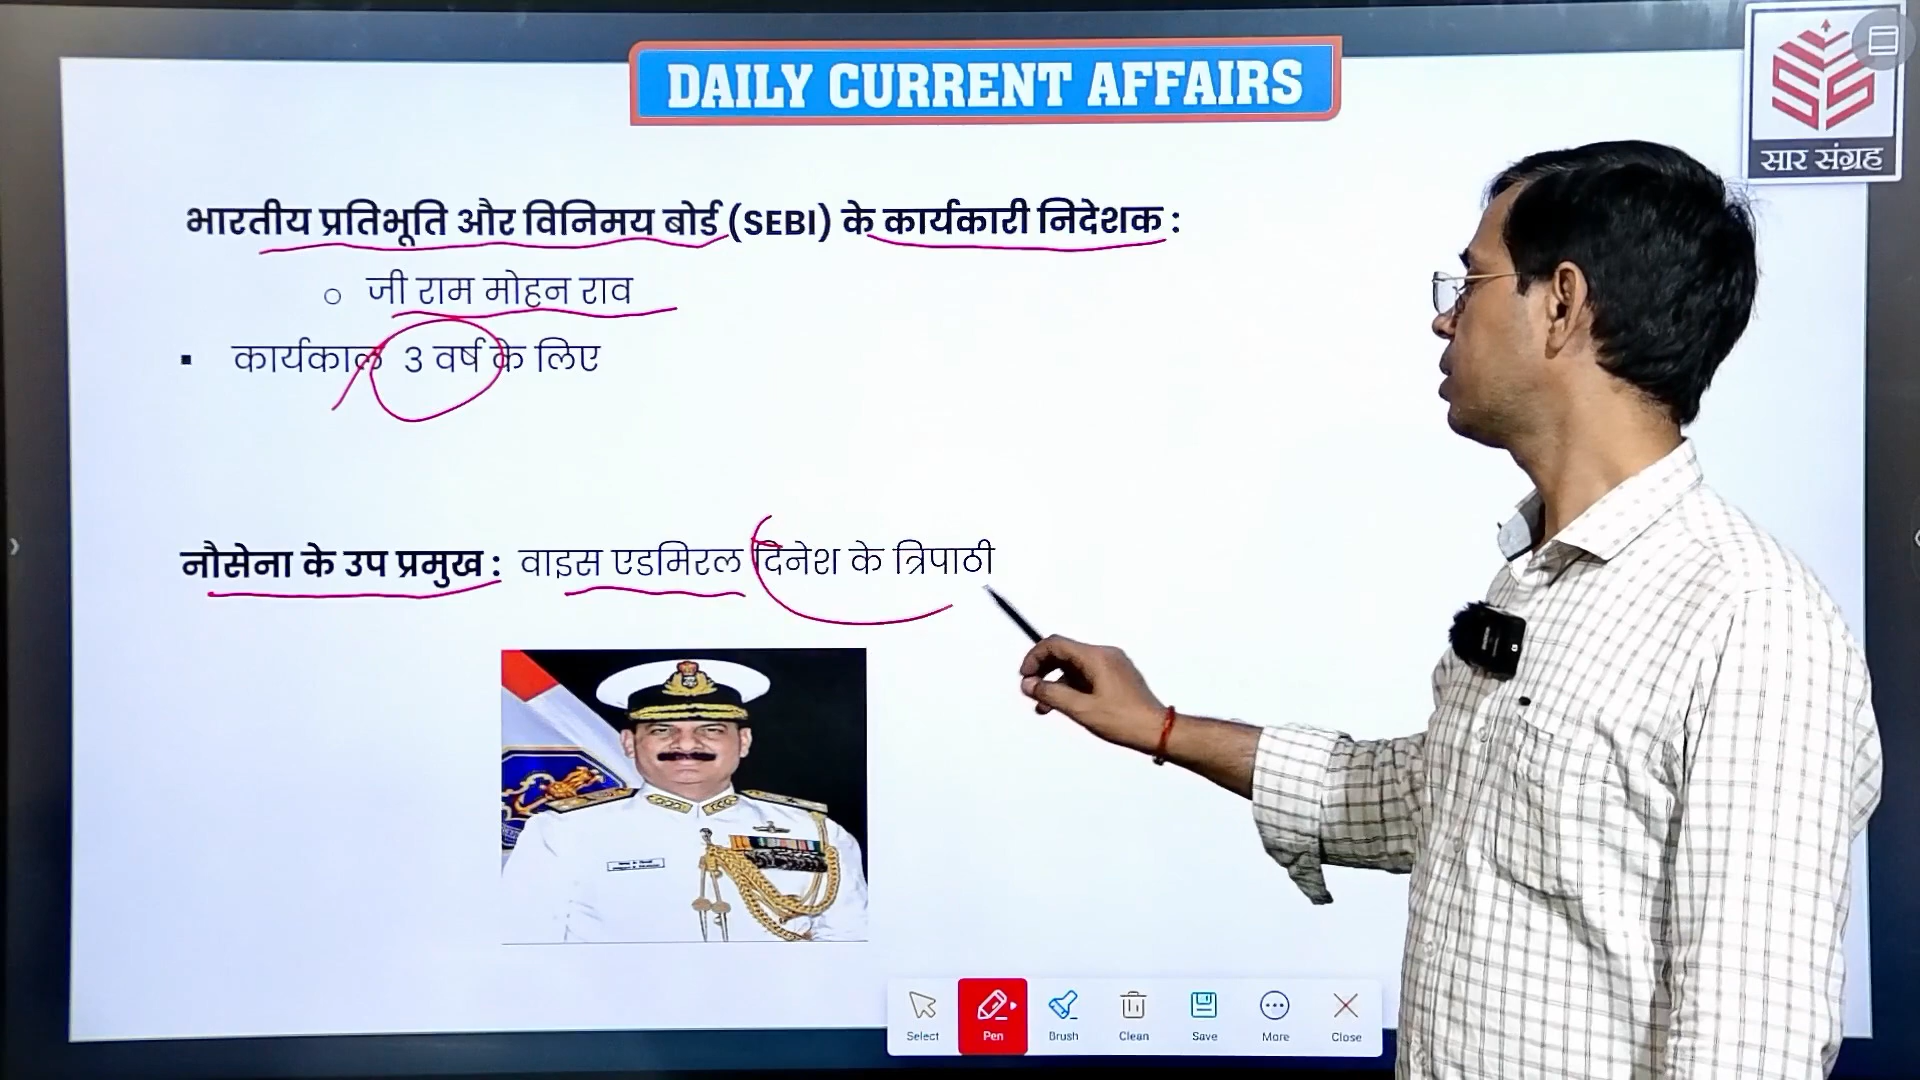 DAILY CURRENT AFFAIRS
सार संग्रह
भारतीय प्रतिभूति और विनिमय बोर्ड (SEBI) के कार्यकारी निदेशक :
जी राम मोहन राव
कार्यकाल 3 वर्ष के लिए
नौसेना के उप प्रमुख : वाइस एडमिरल दिनेश के त्रिपाठी
Select Pen Brush Clean Save More Close